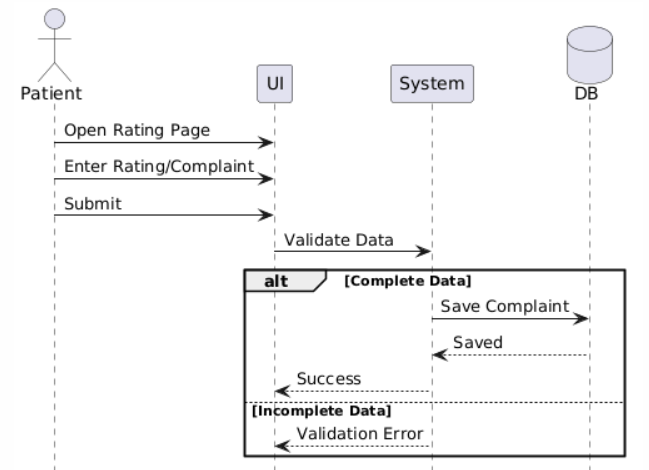 Patient
UI
System
DB
Open Rating Page
Enter Rating/Complaint
Submit
Validate Data
alt [Complete Data]
Save Complaint
Saved
Success
[Incomplete Data]
Validation Error